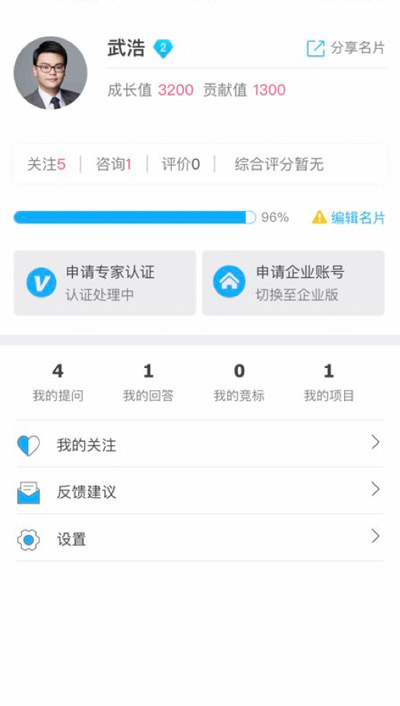 武浩 2 分享名片
成长值 3200 贡献值 1300
关注5 咨询1 评价0 综合评分暂无
96% 编辑名片
申请专家认证 申请企业账号
认证处理中 切换至企业版
4 1 0 1
我的提问 我的回答 我的竞标 我的项目
我的关注
反馈建议
设置